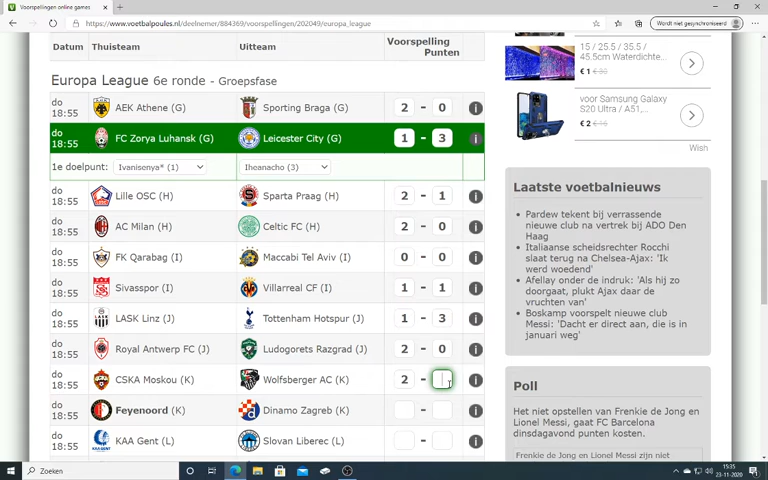 Voorspellingen online games
https://www.voetbalpoules.nl/deelnemer/884369/voorspellingen/202049/europa_league
Wordt niet gesynchroniseerd
Datum Thuisteam Uitteam Voorspelling Punten
Europa League 6e ronde - Groepsfase
do 18:55 AEK Athene (G) Sporting Braga (G) 2 - 0
do 18:55 FC Zorya Luhansk (G) Leicester City (G) 1 - 3
1e doelpunt: Ivanisenya* (1) Iheanacho (3)
do 18:55 Lille OSC (H) Sparta Praag (H) 2 - 1
do 18:55 AC Milan (H) Celtic FC (H) 2 - 0
do 18:55 FK Qarabag (I) Maccabi Tel Aviv (I) 0 - 0
do 18:55 Sivasspor (I) Villarreal CF (I) 1 - 1
do 18:55 LASK Linz (J) Tottenham Hotspur (J) 1 - 3
do 18:55 Royal Antwerp FC (J) Ludogorets Razgrad (J) 2 - 0
do 18:55 CSKA Moskou (K) Wolfsberger AC (K) 2 -
do 18:55 Feyenoord (K) Dinamo Zagreb (K) -
do 18:55 KAA Gent (L) Slovan Liberec (L) -
15 / 25.5 / 35.5 /
45.5cm Waterdichte...
€ 1 € 30
voor Samsung Galaxy
S20 Ultra / A51,...
€ 2 €16
Wish
Laatste voetbalnieuws
Pardew tekent bij verrassende
nieuwe club na vertrek bij ADO Den
Haag
Italiaanse scheidsrechter Rocchi
slaat terug na Chelsea-Ajax: 'Ik
werd woedend'
Afellay onder de indruk: 'Als hij zo
doorgaat, plukt Ajax daar de
vruchten van'
Boskamp voorspelt nieuwe club
Messi: 'Dacht er direct aan, die is in
januari weg'
Poll
Het niet opstellen van Frenkie de Jong en
Lionel Messi, gaat FC Barcelona
dinsdagavond punten kosten.
Frenkie de Jong en Lionel Messi zijn niet
Zoeken
15:35
23-11-2020